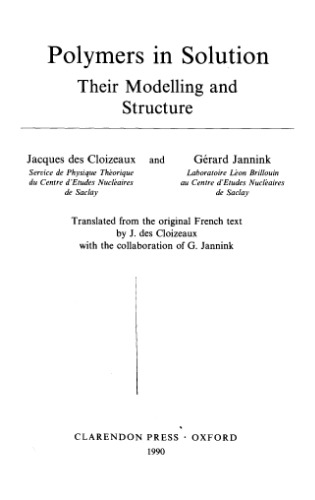 Polymers in Solution
Their Modelling and
Structure
Jacques des Cloizeaux and Gérard Jannink
Service de Physique Théorique Laboratoire Léon Brillouin
du Centre d'Etudes Nucléaires au Centre d'Etudes Nucléaires
de Saclay de Saclay
Translated from the original French text
by J. des Cloizeaux
with the collaboration of G. Jannink
CLARENDON PRESS · OXFORD
1990